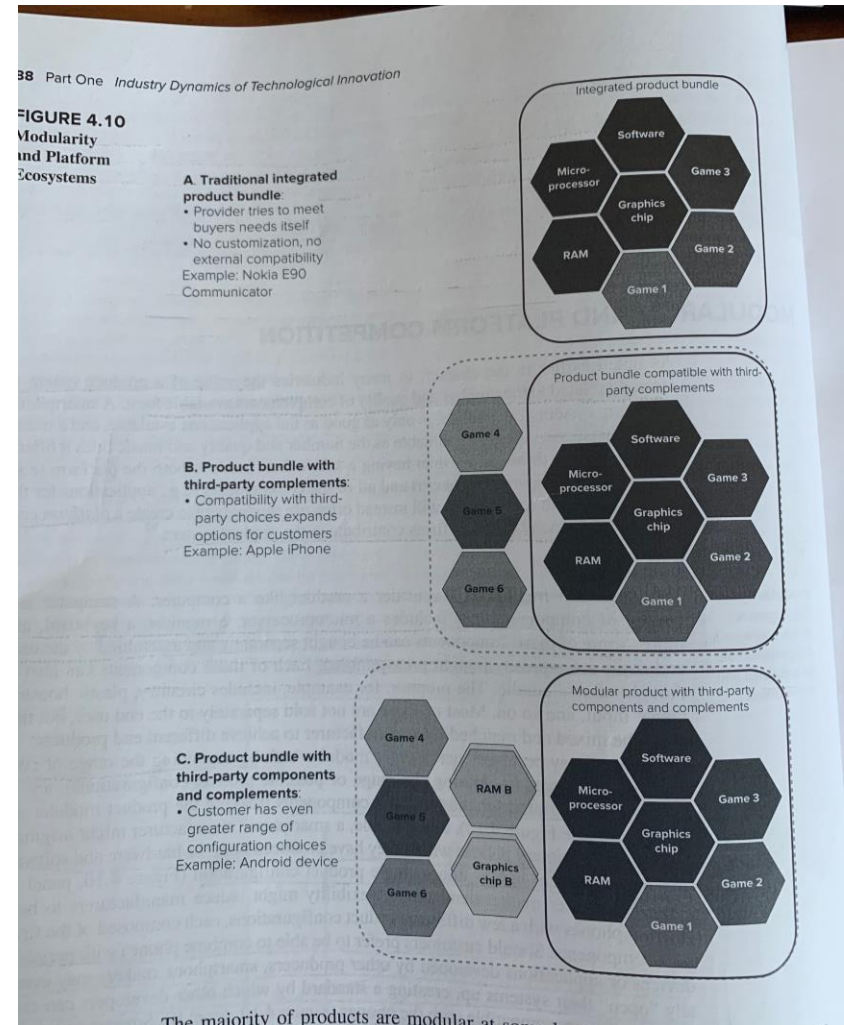 38 Part One Industry Dynamics of Technological Innovation
FIGURE 4.10
Modularity
and Platform
Ecosystems
A. Traditional integrated
product bundle:
• Provider tries to meet
buyers needs itself
• No customization, no
external compatibility
Example: Nokia E90
Communicator
Integrated product bundle
Software
Micro-
processor
Game 3
Graphics
chip
RAM
Game 2
Game 1
B. Product bundle with
third-party complements:
• Compatibility with third-
party choices expands
options for customers
Example: Apple iPhone
Product bundle compatible with third-
party complements
Game 4
Game 5
Game 6
Software
Micro-
processor
Game 3
Graphics
chip
RAM
Game 2
Game 1
C. Product bundle with
third-party components
and complements:
• Customer has even
greater range of
configuration choices
Example: Android device
Modular product with third-party
components and complements
Game 4
RAM B
Game 5
Graphics
chip B
Game 6
Software
Micro-
processor
Game 3
Graphics
chip
RAM
Game 2
Game 1
The majority of products are modular at